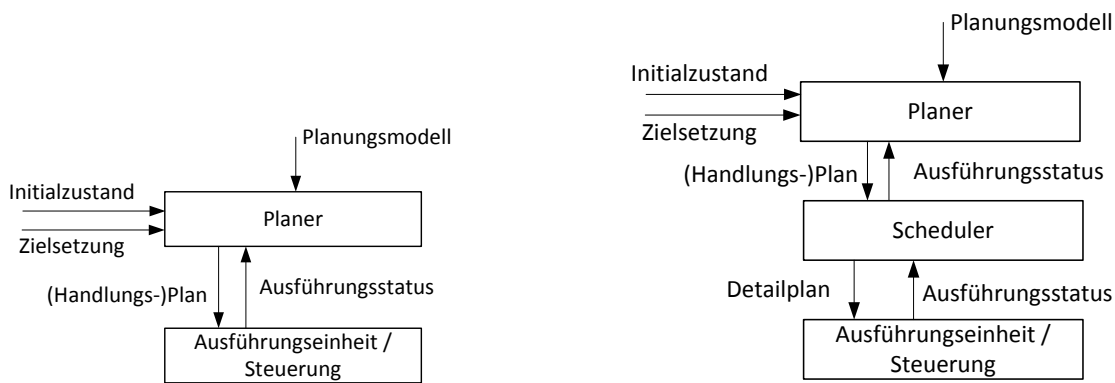 Planungsmodell
Initialzustand
Zielsetzung
Planer
(Handlungs-)Plan
Ausführungsstatus
Ausführungseinheit /
Steuerung
Planungsmodell
Initialzustand
Zielsetzung
Planer
(Handlungs-)Plan
Ausführungsstatus
Scheduler
Detailplan
Ausführungsstatus
Ausführungseinheit /
Steuerung